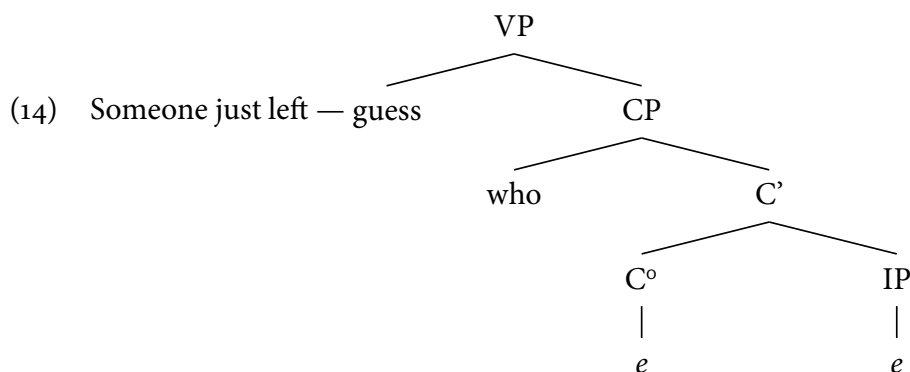 VP
(14) Someone just left — guess CP
who C’
Cº IP
e e